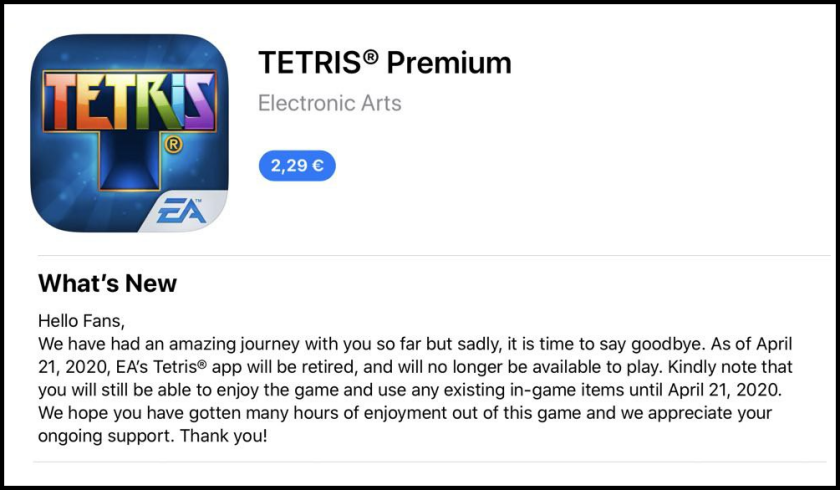 TETRIS®
EA™
TETRIS® Premium
Electronic Arts
2,29 €
What’s New
Hello Fans,
We have had an amazing journey with you so far but sadly, it is time to say goodbye. As of April
21, 2020, EA’s Tetris® app will be retired, and will no longer be available to play. Kindly note that
you will still be able to enjoy the game and use any existing in-game items until April 21, 2020.
We hope you have gotten many hours of enjoyment out of this game and we appreciate your
ongoing support. Thank you!